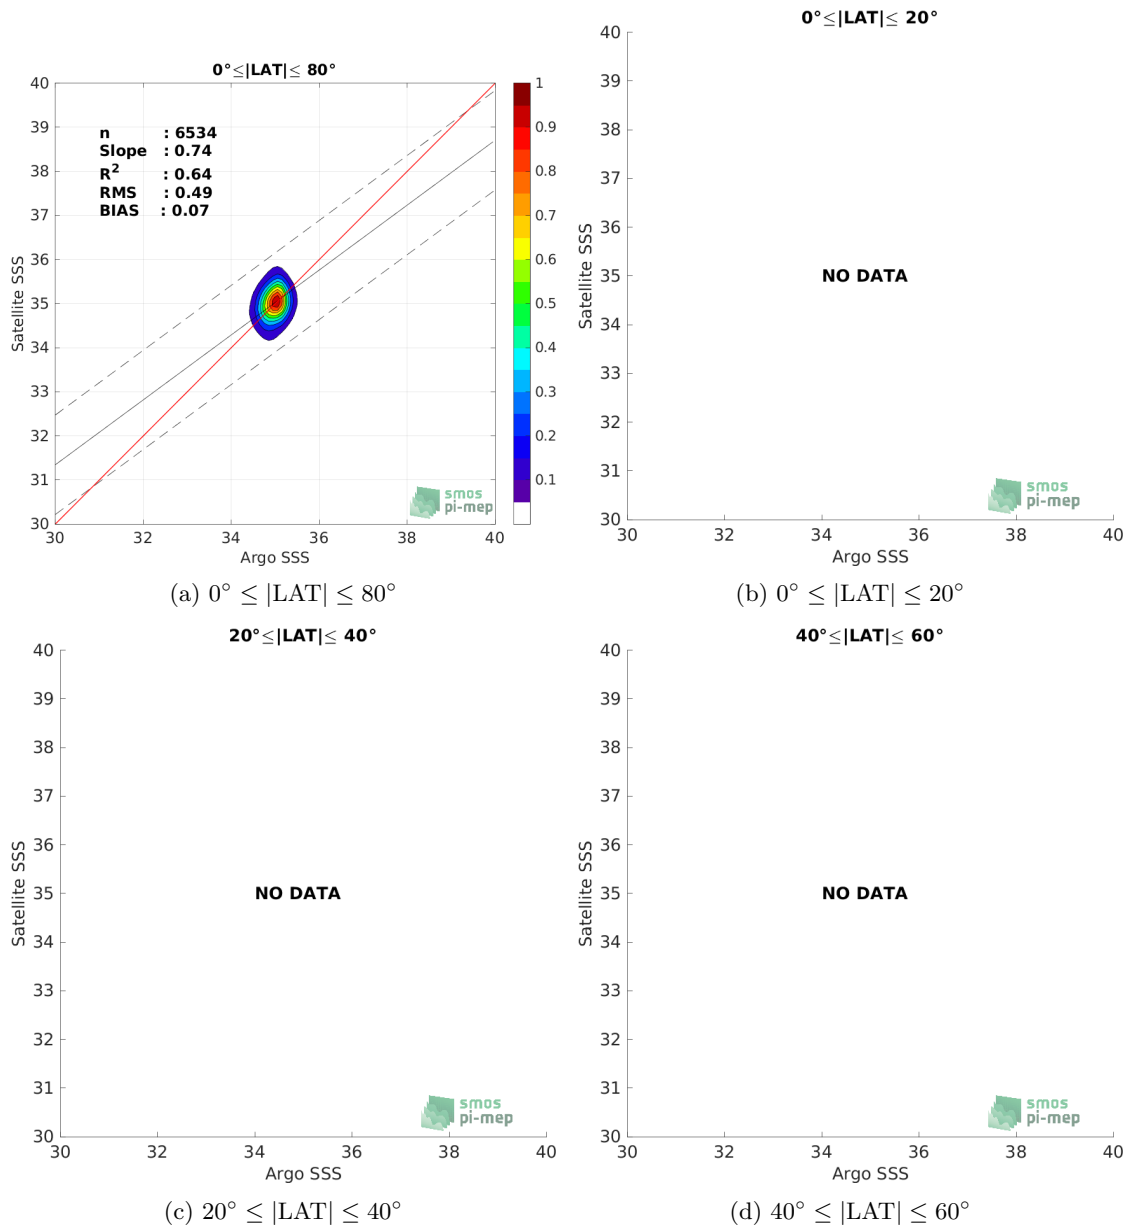 0°≤|LAT|≤ 80°
40
39
38
37
36
35
34
33
32
31
30
Satellite SSS
n : 6534
Slope : 0.74
R² : 0.64
RMS : 0.49
BIAS : 0.07
smos
pi-mep
30 32 34 36 38 40
Argo SSS
1
0.9
0.8
0.7
0.6
0.5
0.4
0.3
0.2
0.1
(a) 0° ≤ |LAT| ≤ 80°
0°≤|LAT|≤ 20°
40
39
38
37
36
35
34
33
32
31
30
Satellite SSS
NO DATA
smos
pi-mep
30 32 34 36 38 40
Argo SSS
(b) 0° ≤ |LAT| ≤ 20°
20°≤|LAT|≤ 40°
40
39
38
37
36
35
34
33
32
31
30
Satellite SSS
NO DATA
smos
pi-mep
30 32 34 36 38 40
Argo SSS
(c) 20° ≤ |LAT| ≤ 40°
40°≤|LAT|≤ 60°
40
39
38
37
36
35
34
33
32
31
30
Satellite SSS
NO DATA
smos
pi-mep
30 32 34 36 38 40
Argo SSS
(d) 40° ≤ |LAT| ≤ 60°